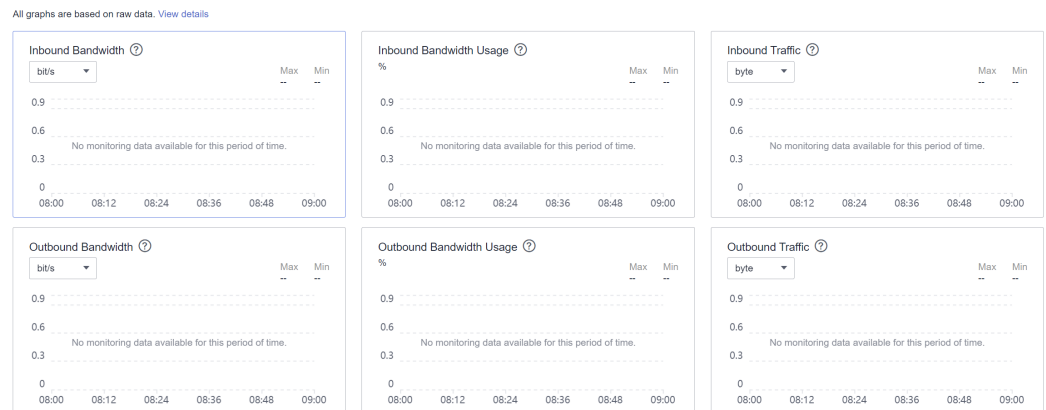 All graphs are based on raw data. View details
Inbound Bandwidth ?
bit/s
Max Min
-- --
0.9
0.6
No monitoring data available for this period of time.
0.3
0
08:00 08:12 08:24 08:36 08:48 09:00
Inbound Bandwidth Usage ?
%
Max Min
-- --
0.9
0.6
No monitoring data available for this period of time.
0.3
0
08:00 08:12 08:24 08:36 08:48 09:00
Inbound Traffic ?
byte
Max Min
-- --
0.9
0.6
No monitoring data available for this period of time.
0.3
0
08:00 08:12 08:24 08:36 08:48 09:00
Outbound Bandwidth ?
bit/s
Max Min
-- --
0.9
0.6
No monitoring data available for this period of time.
0.3
0
08:00 08:12 08:24 08:36 08:48 09:00
Outbound Bandwidth Usage ?
%
Max Min
-- --
0.9
0.6
No monitoring data available for this period of time.
0.3
0
08:00 08:12 08:24 08:36 08:48 09:00
Outbound Traffic ?
byte
Max Min
-- --
0.9
0.6
No monitoring data available for this period of time.
0.3
0
08:00 08:12 08:24 08:36 08:48 09:00